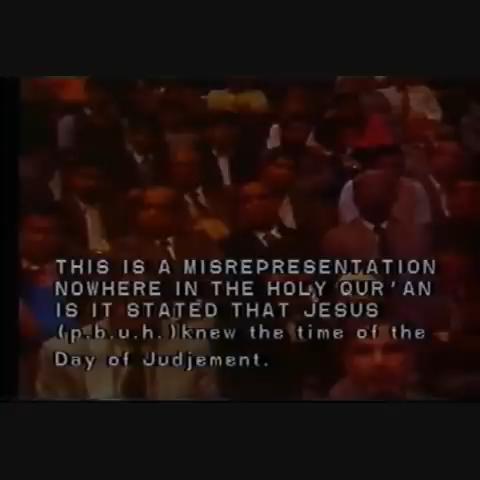 THIS IS A MISREPRESENTATION
NOWHERE IN THE HOLY QUR'AN
IS IT STATED THAT JESUS
(p.b.u.h.)knew the time of the
Day of Judjement.